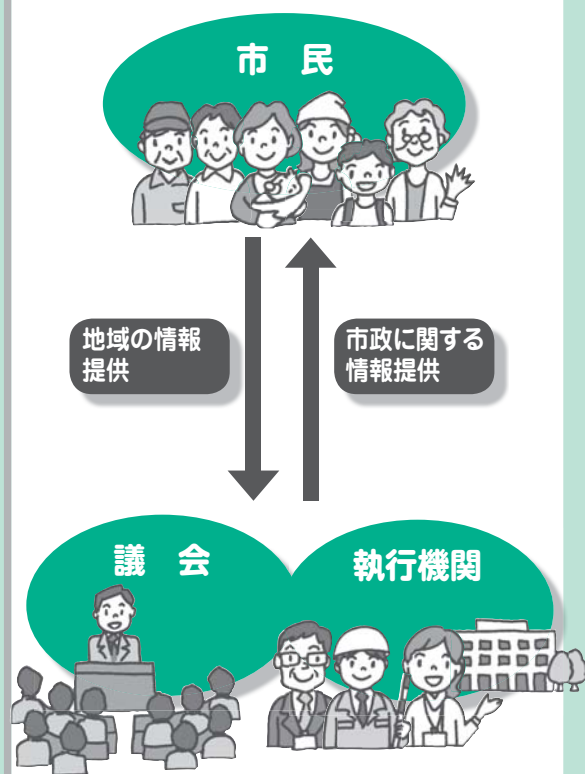 市 民
地域の情報
提供
市政に関する
情報提供
議 会
執行機関